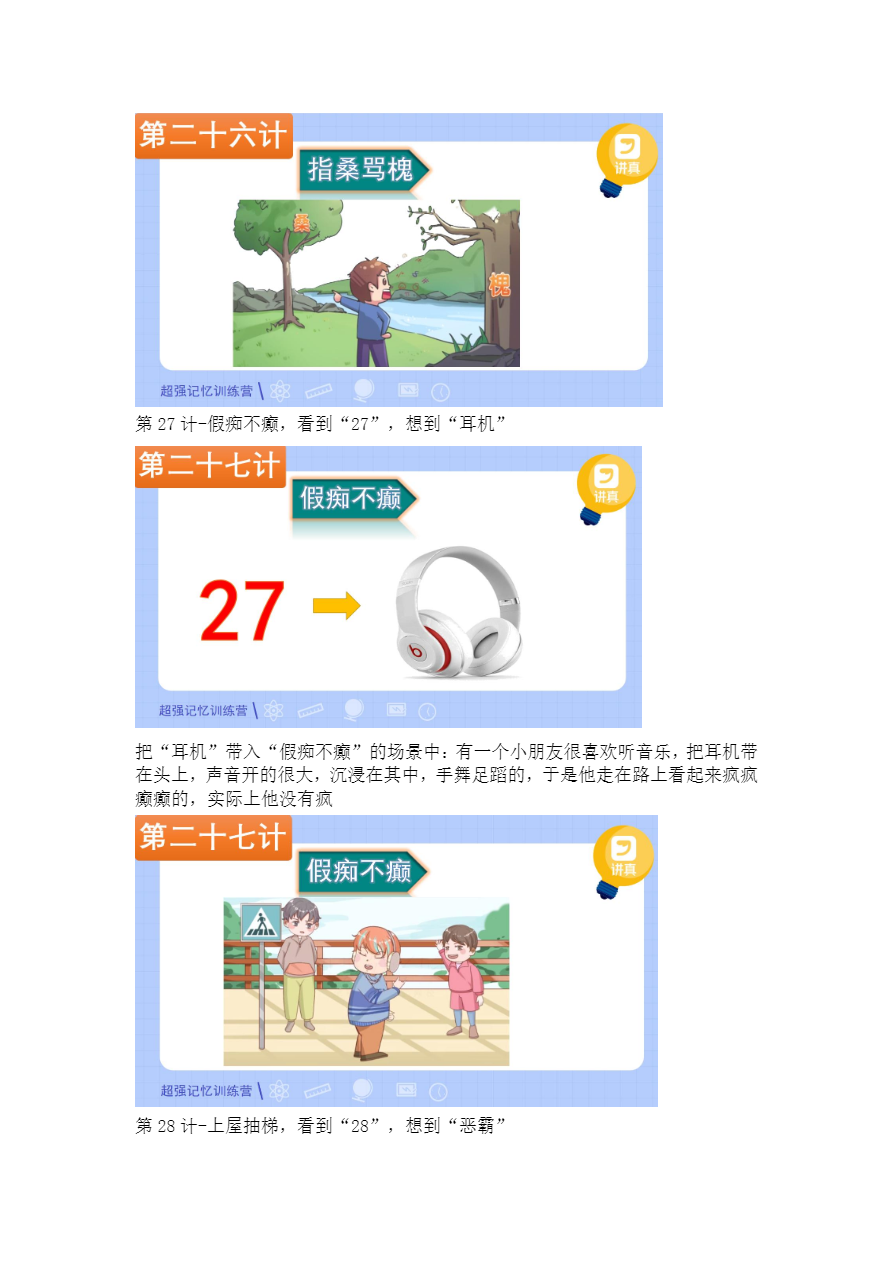 第二十六计
指桑骂槐
讲真
桑
槐
超强记忆训练营
第 27 计-假痴不癫，看到“27”，想到“耳机”
第二十七计
假痴不癫
讲真
27
b
超强记忆训练营
把“耳机”带入“假痴不癫”的场景中：有一个小朋友很喜欢听音乐，把耳机带
在头上，声音开的很大，沉浸在其中，手舞足蹈的，于是他走在路上看起来疯疯
癫癫的，实际上他没有疯
第二十七计
假痴不癫
讲真
超强记忆训练营
第 28 计-上屋抽梯，看到“28”，想到“恶霸”